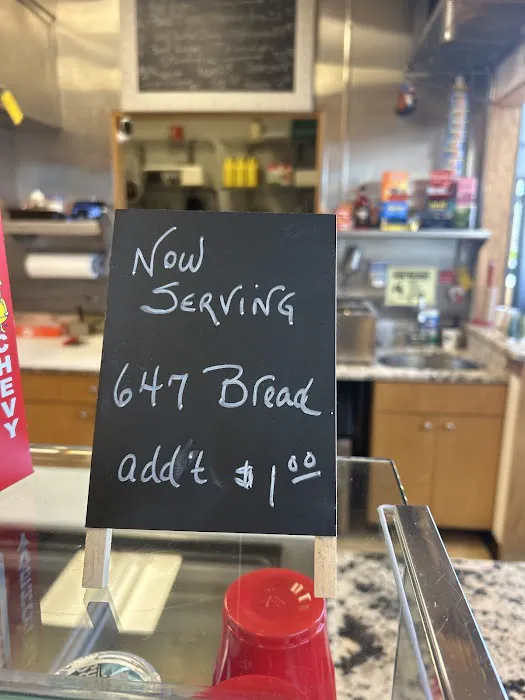 Now
Serving
647 Bread
add't $1.00
CHEVY